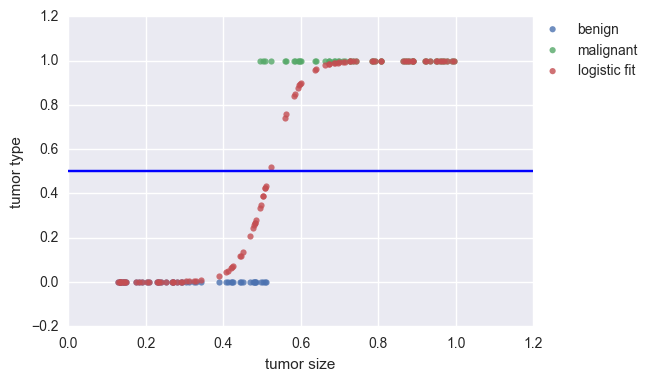 1.2
1.0
0.8
0.6
0.4
0.2
0.0
−0.2
tumor type
0.0 0.2 0.4 0.6 0.8 1.0 1.2
tumor size
benign
malignant
logistic fit